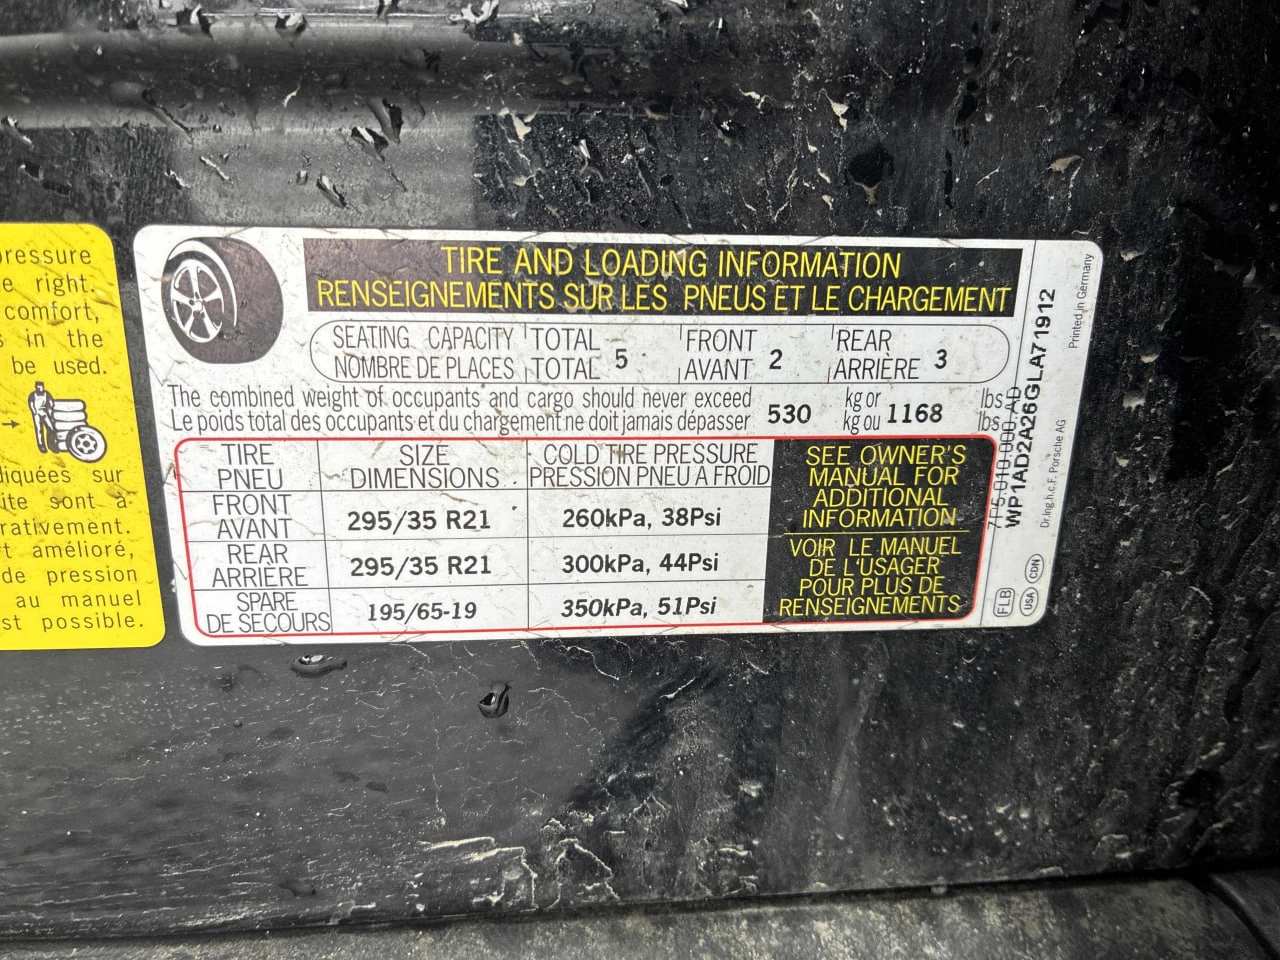 pressure
e right.
comfort,
s in the
be used.
diquées sur
ite sont à
rativement.
t amélioré,
de pression
au manuel
st possible.
TIRE AND LOADING INFORMATION
RENSEIGNEMENTS SUR LES PNEUS ET LE CHARGEMENT
SEATING CAPACITY TOTAL FRONT REAR
NOMBRE DE PLACES TOTAL 5 AVANT 2 ARRIÈRE 3
The combined weight of occupants and cargo should never exceed kg or lbs
Le poids total des occupants et du chargement ne doit jamais dépasser 530 kg ou 1168 lbs
TIRE SIZE COLD TIRE PRESSURE
PNEU DIMENSIONS PRESSION PNEU À FROID
FRONT
AVANT 295/35 R21 260kPa, 38Psi
REAR
ARRIÈRE 295/35 R21 300kPa, 44Psi
SPARE
DE SECOURS 195/65-19 350kPa, 51Psi
SEE OWNER'S
MANUAL FOR
ADDITIONAL
INFORMATION
VOIR LE MANUEL
DE L'USAGER
POUR PLUS DE
RENSEIGNEMENTS
7P5.010.000.AD
WP1AD2A26GLA71912
Dr.Ing.h.c.F. Porsche AG
Printed in Germany
FLB
USA CDN